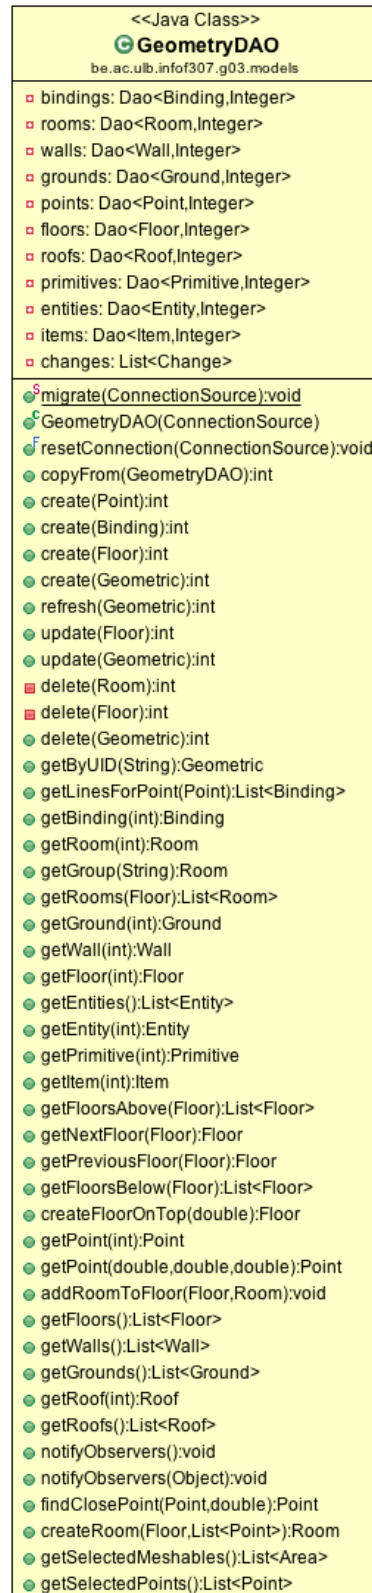 <<Java Class>>
GeometryDAO
be.ac.ulb.infof307.g03.models
bindings: Dao<Binding,Integer>
rooms: Dao<Room,Integer>
walls: Dao<Wall,Integer>
grounds: Dao<Ground,Integer>
points: Dao<Point,Integer>
floors: Dao<Floor,Integer>
roofs: Dao<Roof,Integer>
primitives: Dao<Primitive,Integer>
entities: Dao<Entity,Integer>
items: Dao<Item,Integer>
changes: List<Change>
migrate(ConnectionSource):void
GeometryDAO(ConnectionSource)
resetConnection(ConnectionSource):void
copyFrom(GeometryDAO):int
create(Point):int
create(Binding):int
create(Floor):int
create(Geometric):int
refresh(Geometric):int
update(Floor):int
update(Geometric):int
delete(Room):int
delete(Floor):int
delete(Geometric):int
getByUID(String):Geometric
getLinesForPoint(Point):List<Binding>
getBinding(int):Binding
getRoom(int):Room
getGroup(String):Room
getRooms(Floor):List<Room>
getGround(int):Ground
getWall(int):Wall
getFloor(int):Floor
getEntities():List<Entity>
getEntity(int):Entity
getPrimitive(int):Primitive
getItem(int):Item
getFloorsAbove(Floor):List<Floor>
getNextFloor(Floor):Floor
getPreviousFloor(Floor):Floor
getFloorsBelow(Floor):List<Floor>
createFloorOnTop(double):Floor
getPoint(int):Point
getPoint(double,double,double):Point
addRoomToFloor(Floor,Room):void
getFloors():List<Floor>
getWalls():List<Wall>
getGrounds():List<Ground>
getRoof(int):Roof
getRoofs():List<Roof>
notifyObservers():void
notifyObservers(Object):void
findClosePoint(Point,double):Point
createRoom(Floor,List<Point>):Room
getSelectedMeshables():List<Area>
getSelectedPoints():List<Point>